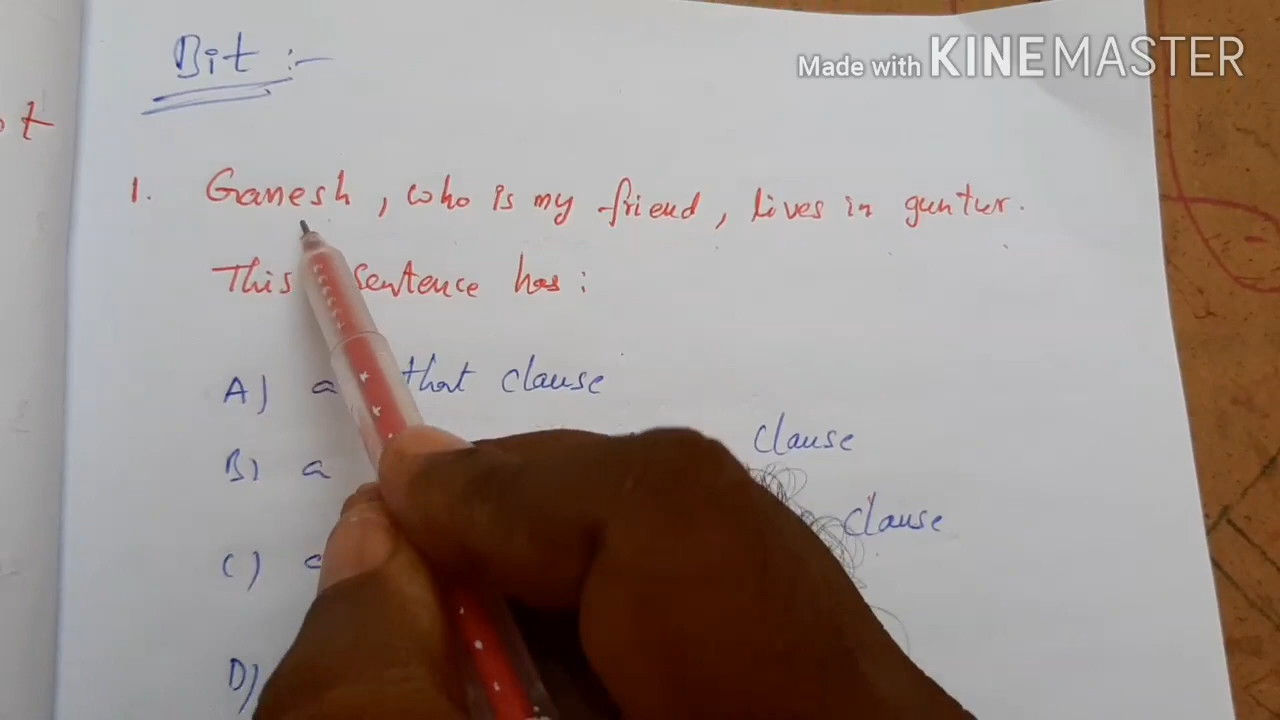 Made with KINEMASTER
Bit :-
ot
1. Ganesh, who is my friend, lives in guntur.
This sentence has :
A) a that clause
B) a clause
C) clause
D)